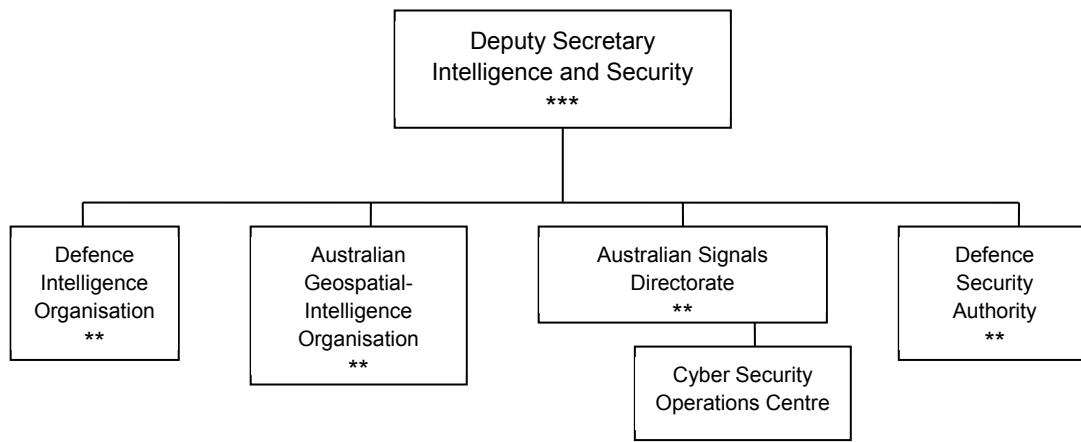 Deputy Secretary
Intelligence and Security
***
Defence
Intelligence
Organisation
**
Australian
Geospatial-
Intelligence
Organisation
**
Australian Signals
Directorate
**
Cyber Security
Operations Centre
Defence
Security
Authority
**